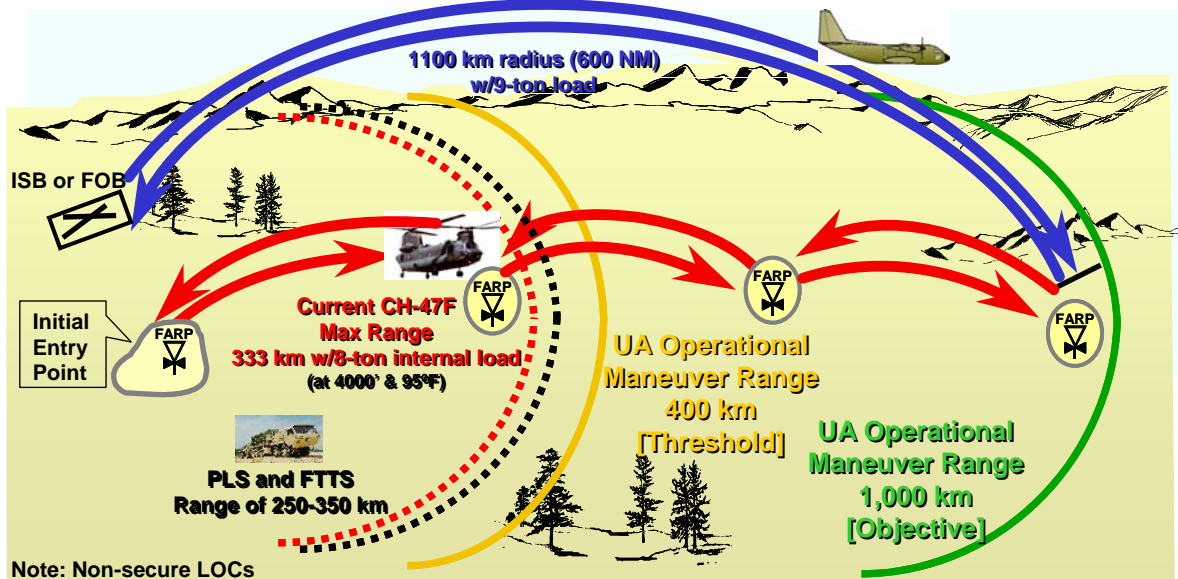 1100 km radius (600 NM)
w/9-ton load
ISB or FOB
Initial
Entry
Point
FARP
FARP
FARP
FARP
Current CH-47F
Max Range
333 km w/8-ton internal load
(at 4000’ & 95ºF)
UA Operational
Maneuver Range
400 km
[Threshold]
UA Operational
Maneuver Range
1,000 km
[Objective]
PLS and FTTS
Range of 250-350 km
Note: Non-secure LOCs